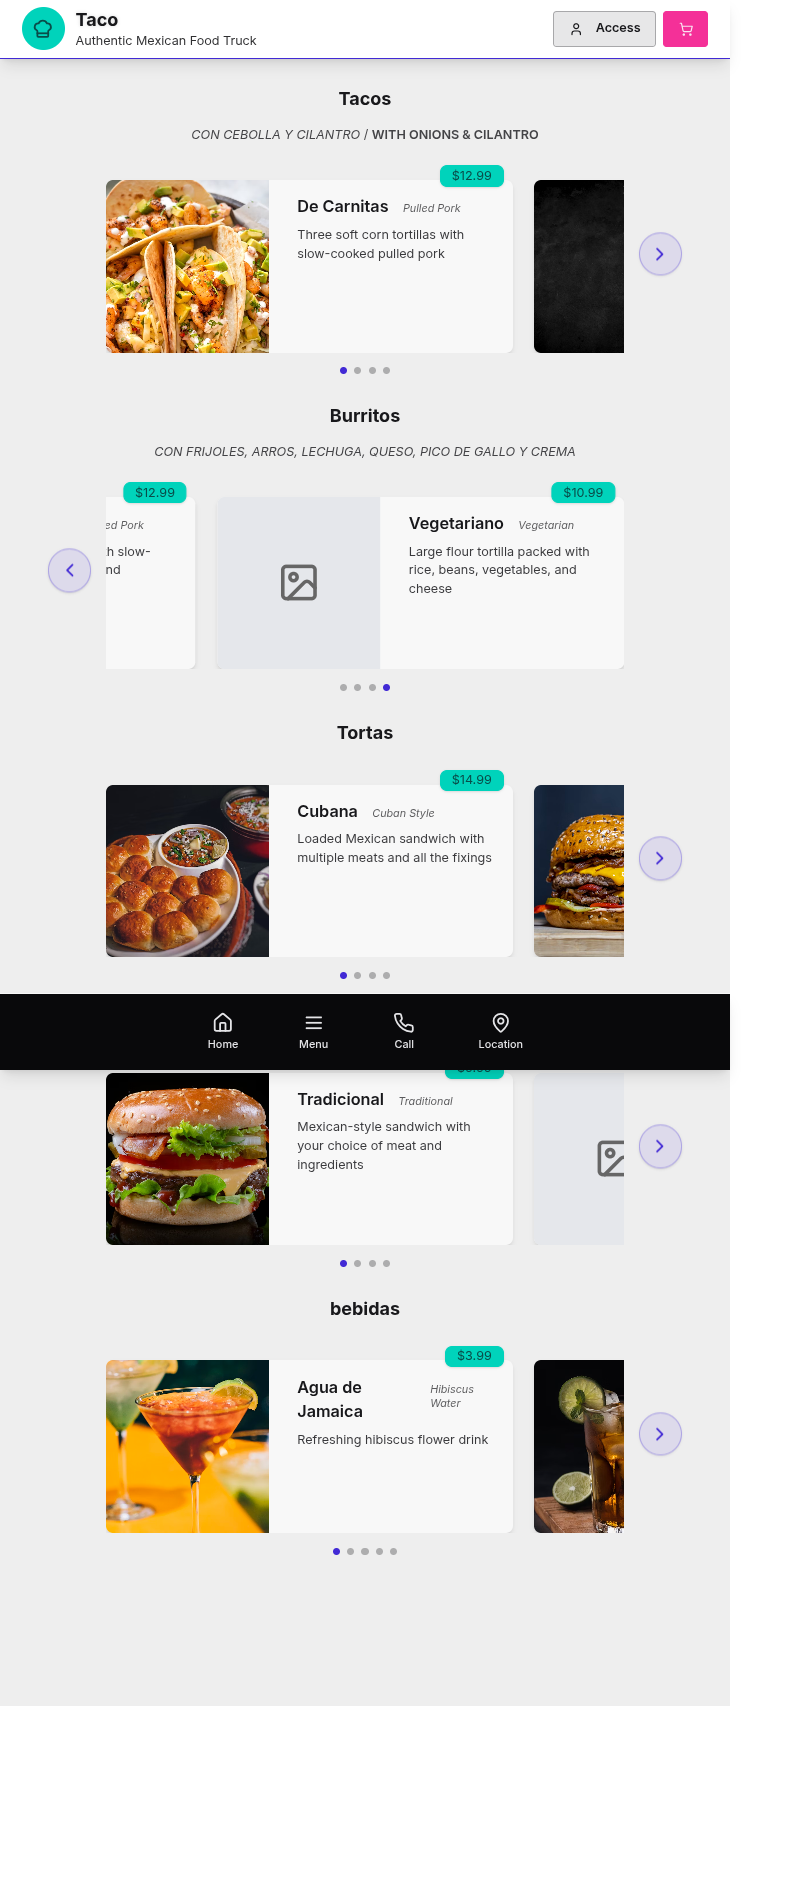 Taco
Authentic Mexican Food Truck
Access
Tacos
CON CEBOLLA Y CILANTRO / WITH ONIONS & CILANTRO
$12.99
De Carnitas Pulled Pork
Three soft corn tortillas with
slow-cooked pulled pork
Burritos
CON FRIJOLES, ARROS, LECHUGA, QUESO, PICO DE GALLO Y CREMA
$12.99
ed Pork
h slow-
nd
$10.99
Vegetariano Vegetarian
Large flour tortilla packed with
rice, beans, vegetables, and
cheese
Tortas
$14.99
Cubana Cuban Style
Loaded Mexican sandwich with
multiple meats and all the fixings
Home Menu Call Location
Tradicional Traditional
Mexican-style sandwich with
your choice of meat and
ingredients
bebidas
$3.99
Agua de
Jamaica
Hibiscus
Water
Refreshing hibiscus flower drink